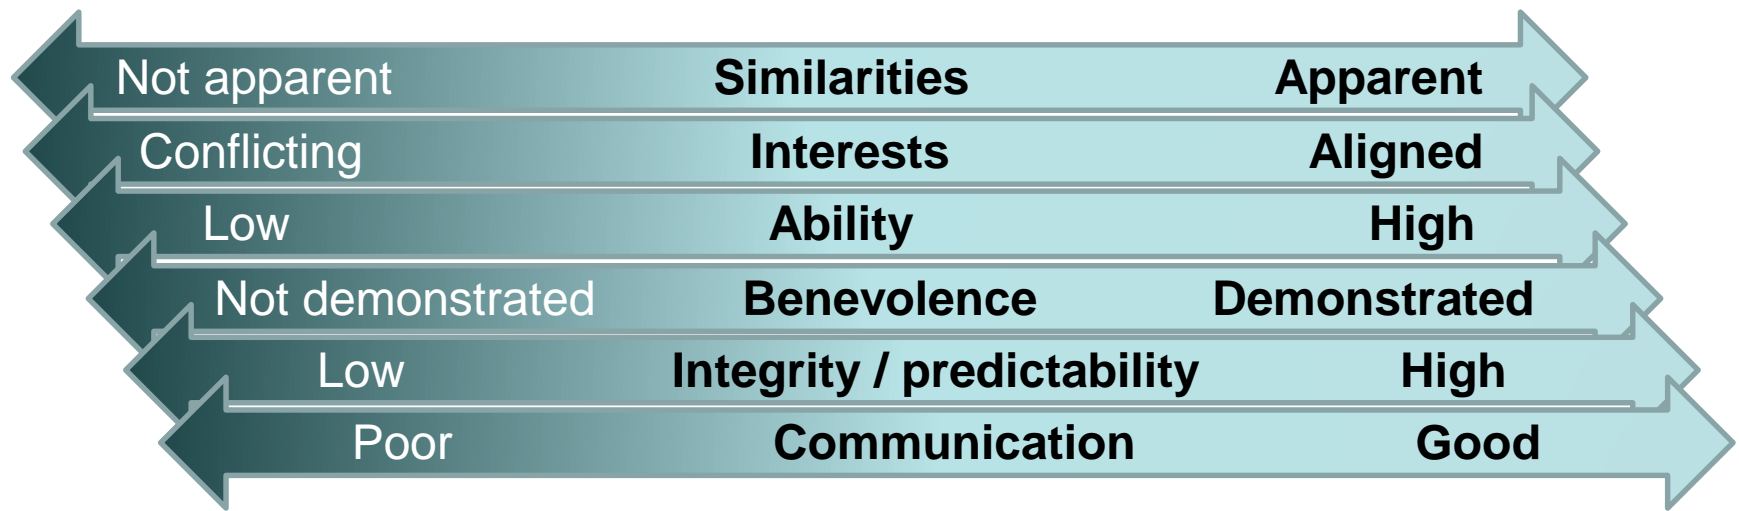 Not apparent Similarities Apparent
Conflicting Interests Aligned
Low Ability High
Not demonstrated Benevolence Demonstrated
Low Integrity / predictability High
Poor Communication Good